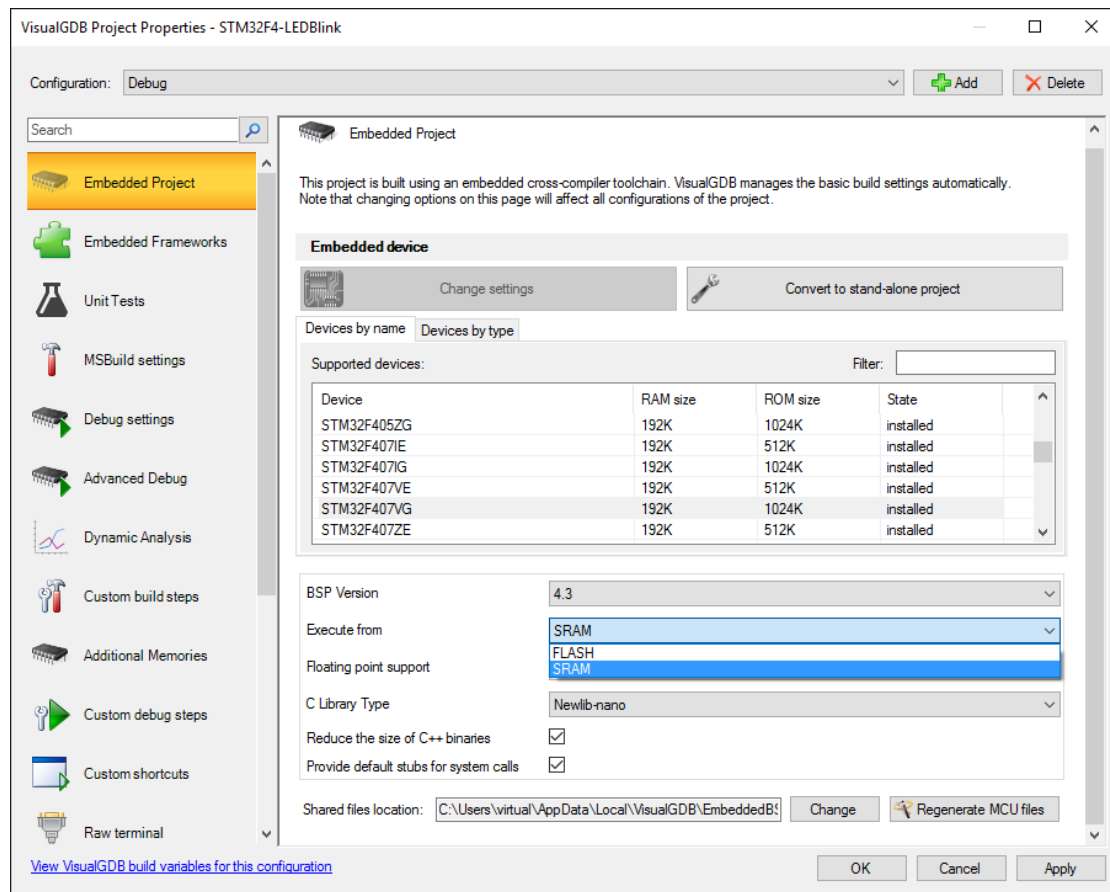 VisualGDB Project Properties - STM32F4-LEDBlink
Configuration: Debug Add Delete
Search
Embedded Project
Embedded Frameworks
Unit Tests
MSBuild settings
Debug settings
Advanced Debug
Dynamic Analysis
Custom build steps
Additional Memories
Custom debug steps
Custom shortcuts
Raw terminal
Embedded Project
This project is built using an embedded cross-compiler toolchain. VisualGDB manages the basic build settings automatically.
Note that changing options on this page will affect all configurations of the project.
Embedded device
Change settings Convert to stand-alone project
Devices by name Devices by type
Supported devices: Filter:
Device RAM size ROM size State
STM32F405ZG 192K 1024K installed
STM32F407IE 192K 512K installed
STM32F407IG 192K 1024K installed
STM32F407VE 192K 512K installed
STM32F407VG 192K 1024K installed
STM32F407ZE 192K 512K installed
BSP Version 4.3
Execute from SRAM
FLASH
Floating point support SRAM
C Library Type Newlib-nano
Reduce the size of C++ binaries
Provide default stubs for system calls
Shared files location: C:\Users\virtual\AppData\Local\VisualGDB\EmbeddedBS Change Regenerate MCU files
View VisualGDB build variables for this configuration OK Cancel Apply